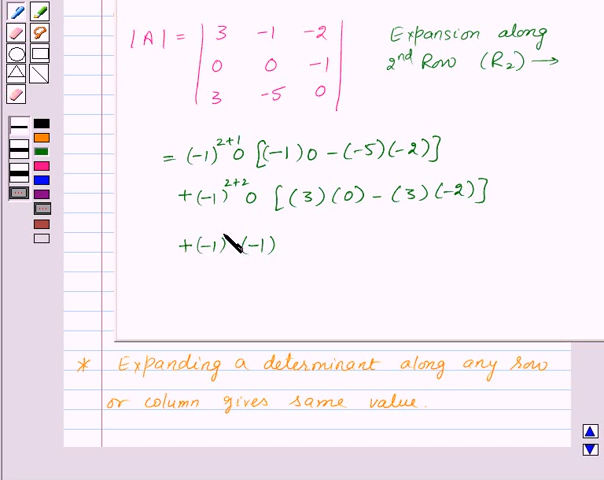 |A| = | 3 -1 -2 | Expansion along
| 0 0 -1 | 2nd Row (R₂) →
| 3 -5 0 |
= (-1)²⁺¹ 0 [(-1)0 - (-5)(-2)]
+ (-1)²⁺² 0 [(3)(0) - (3)(-2)]
+ (-1) (-1)
* Expanding a determinant along any row
or column gives same value.